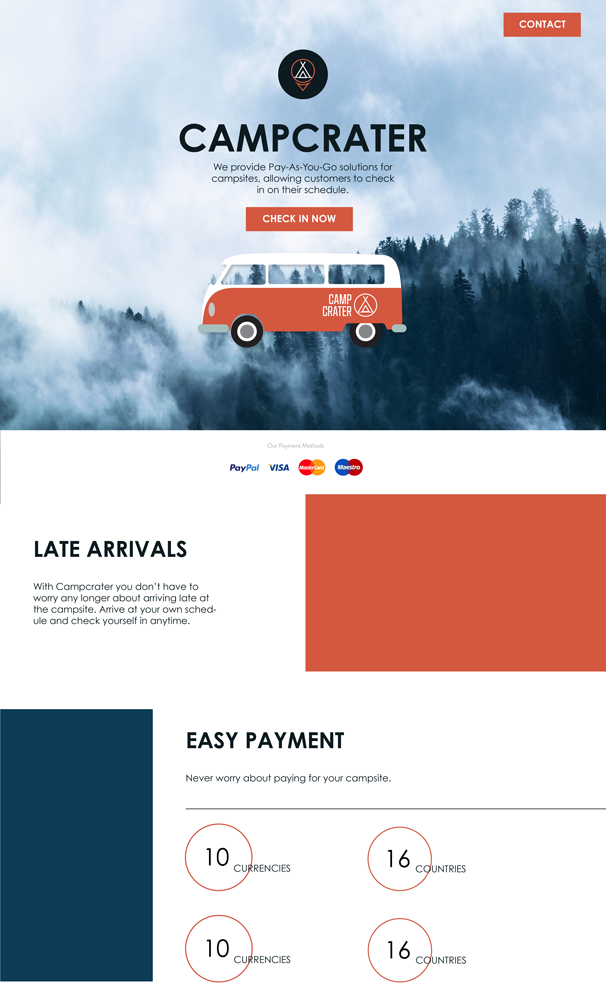 CONTACT
CAMPCRATER
We provide Pay-As-You-Go solutions for
campsites, allowing customers to check
in on their schedule.
CHECK IN NOW
CAMP
CRATER
Our Payment Methods
PayPal VISA MasterCard Maestro
LATE ARRIVALS
With Campcrater you don’t have to
worry any longer about arriving late at
the campsite. Arrive at your own sched-
ule and check yourself in anytime.
EASY PAYMENT
Never worry about paying for your campsite.
10 CURRENCIES
16 COUNTRIES
10 CURRENCIES
16 COUNTRIES